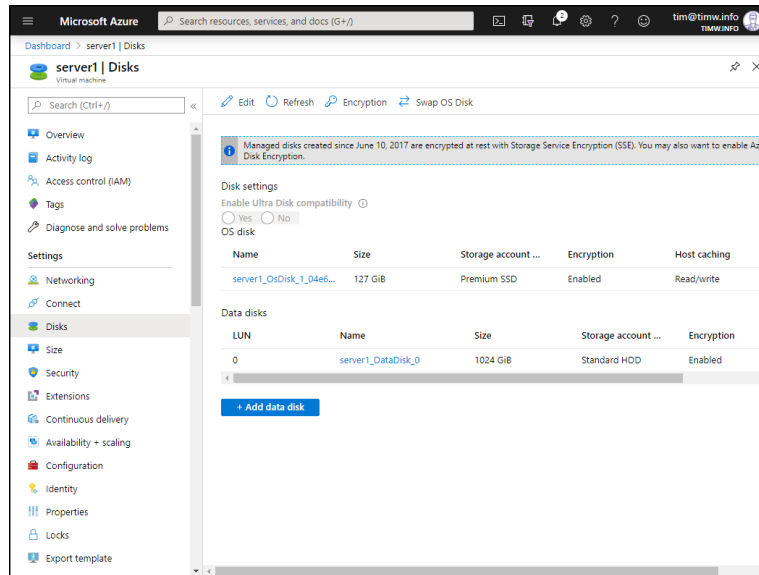 Microsoft Azure
Search resources, services, and docs (G+/)
2
tim@timw.info
TIMW.INFO
Dashboard > server1 | Disks
server1 | Disks
Virtual machine
Search (Ctrl+/)
Overview
Activity log
Access control (IAM)
Tags
Diagnose and solve problems
Settings
Networking
Connect
Disks
Size
Security
Extensions
Continuous delivery
Availability + scaling
Configuration
Identity
Properties
Locks
Export template
Edit Refresh Encryption Swap OS Disk
Managed disks created since June 10, 2017 are encrypted at rest with Storage Service Encryption (SSE). You may also want to enable Az
Disk Encryption.
Disk settings
Enable Ultra Disk compatibility
Yes No
OS disk
Name Size Storage account ... Encryption Host caching
server1_OsDisk_1_04e6... 127 GiB Premium SSD Enabled Read/write
Data disks
LUN Name Size Storage account ... Encryption
0 server1_DataDisk_0 1024 GiB Standard HDD Enabled
+ Add data disk